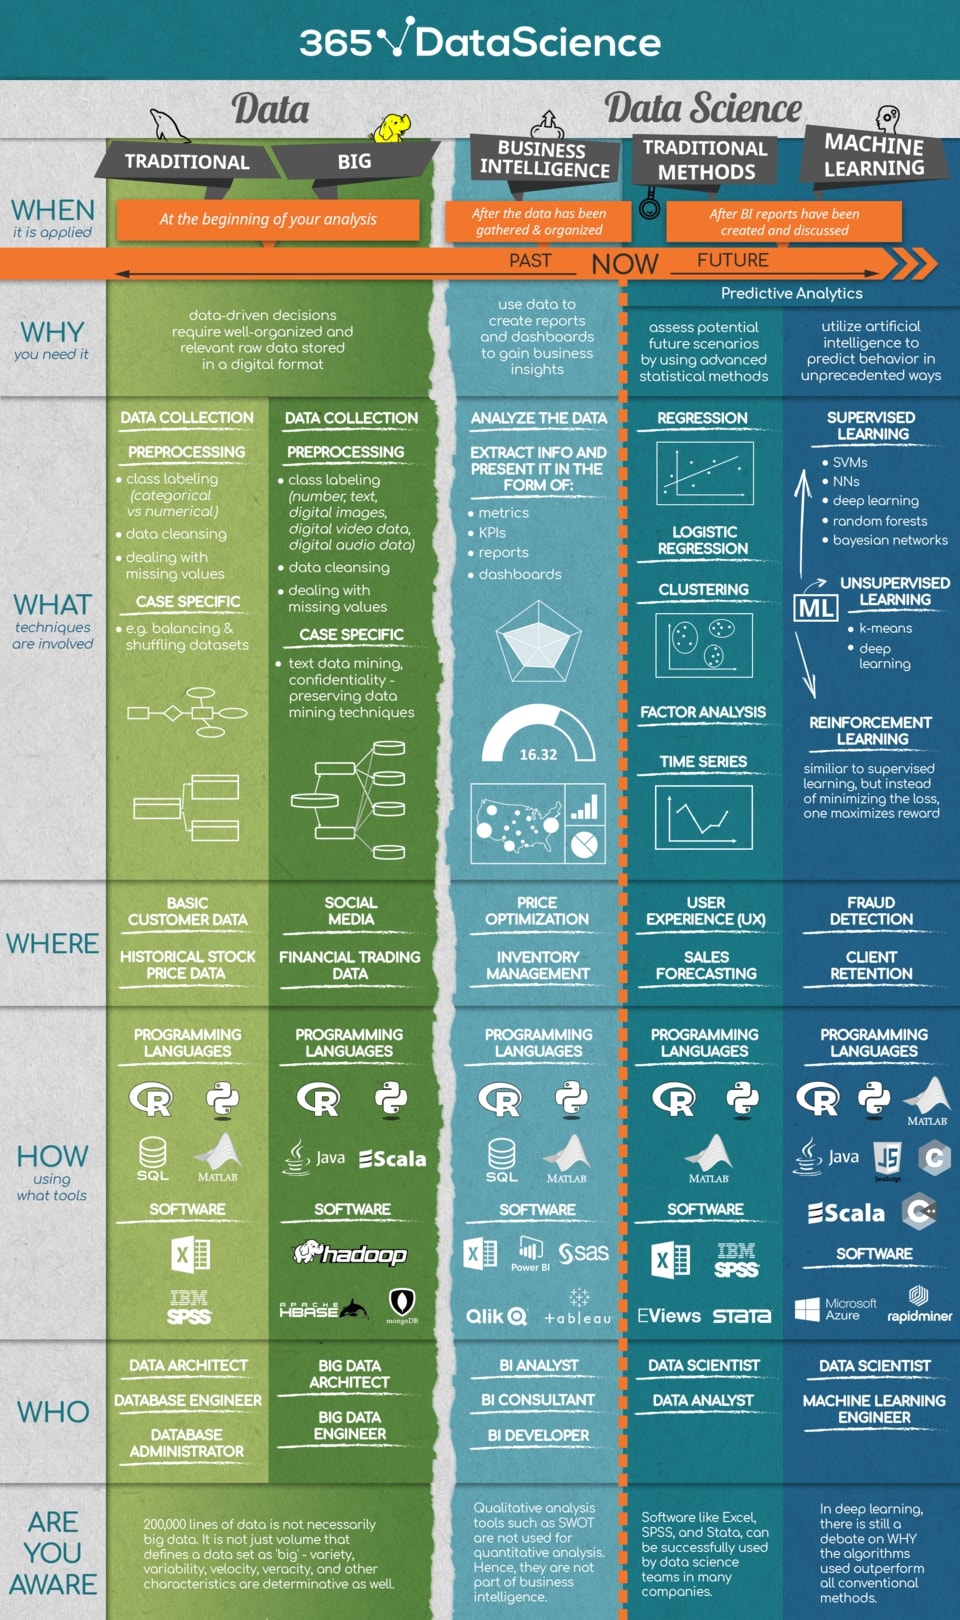 365 DataScience
Data
Data Science
TRADITIONAL
BIG
BUSINESS
INTELLIGENCE
TRADITIONAL
METHODS
MACHINE
LEARNING
WHEN
it is applied
At the beginning of your analysis
After the data has been
gathered & organized
After BI reports have been
created and discussed
PAST
NOW
FUTURE
Predictive Analytics
WHY
you need it
data-driven decisions
require well-organized and
relevant raw data stored
in a digital format
use data to
create reports
and dashboards
to gain business
insights
assess potential
future scenarios
by using advanced
statistical methods
utilize artificial
intelligence to
predict behavior in
unprecedented ways
WHAT
techniques
are involved
DATA COLLECTION
PREPROCESSING
• class labeling
(categorical
vs numerical)
• data cleansing
• dealing with
missing values
CASE SPECIFIC
• e.g. balancing &
shuffling datasets
DATA COLLECTION
PREPROCESSING
• class labeling
(number, text,
digital images,
digital video data,
digital audio data)
• data cleansing
• dealing with
missing values
CASE SPECIFIC
• text data mining,
confidentiality -
preserving data
mining techniques
ANALYZE THE DATA
EXTRACT INFO AND
PRESENT IT IN THE
FORM OF:
• metrics
• KPIs
• reports
• dashboards
16.32
REGRESSION
LOGISTIC
REGRESSION
CLUSTERING
FACTOR ANALYSIS
TIME SERIES
SUPERVISED
LEARNING
• SVMs
• NNs
• deep learning
• random forests
• bayesian networks
ML
UNSUPERVISED
LEARNING
• k-means
• deep
learning
REINFORCEMENT
LEARNING
similiar to supervised
learning, but instead
of minimizing the loss,
one maximizes reward
WHERE
BASIC
CUSTOMER DATA
HISTORICAL STOCK
PRICE DATA
SOCIAL
MEDIA
FINANCIAL TRADING
DATA
PRICE
OPTIMIZATION
INVENTORY
MANAGEMENT
USER
EXPERIENCE (UX)
SALES
FORECASTING
FRAUD
DETECTION
CLIENT
RETENTION
HOW
using
what tools
PROGRAMMING
LANGUAGES
R
SQL
MATLAB
SOFTWARE
X
IBM
SPSS
PROGRAMMING
LANGUAGES
R
Java
Scala
SOFTWARE
hadoop
APACHE
HBASE
mongoDB
PROGRAMMING
LANGUAGES
R
SQL
MATLAB
SOFTWARE
X
Power BI
sas
Qlik Q
+ableau
PROGRAMMING
LANGUAGES
R
MATLAB
SOFTWARE
X
IBM
SPSS
EViews
STATA
PROGRAMMING
LANGUAGES
R
MATLAB
Java
JS
JavaScript
C
Scala
C++
SOFTWARE
Microsoft
Azure
rapidminer
WHO
DATA ARCHITECT
DATABASE ENGINEER
DATABASE
ADMINISTRATOR
BIG DATA
ARCHITECT
BIG DATA
ENGINEER
BI ANALYST
BI CONSULTANT
BI DEVELOPER
DATA SCIENTIST
DATA ANALYST
DATA SCIENTIST
MACHINE LEARNING
ENGINEER
ARE
YOU
AWARE
200,000 lines of data is not necessarily
big data. It is not just volume that
defines a data set as 'big' - variety,
variability, velocity, veracity, and other
characteristics are determinative as well.
Qualitative analysis
tools such as SWOT
are not used for
quantitative analysis.
Hence, they are not
part of business
intelligence.
Software like Excel,
SPSS, and Stata, can
be successfully used
by data science
teams in many
companies.
In deep learning,
there is still a
debate on WHY
the algorithms
used outperform
all conventional
methods.